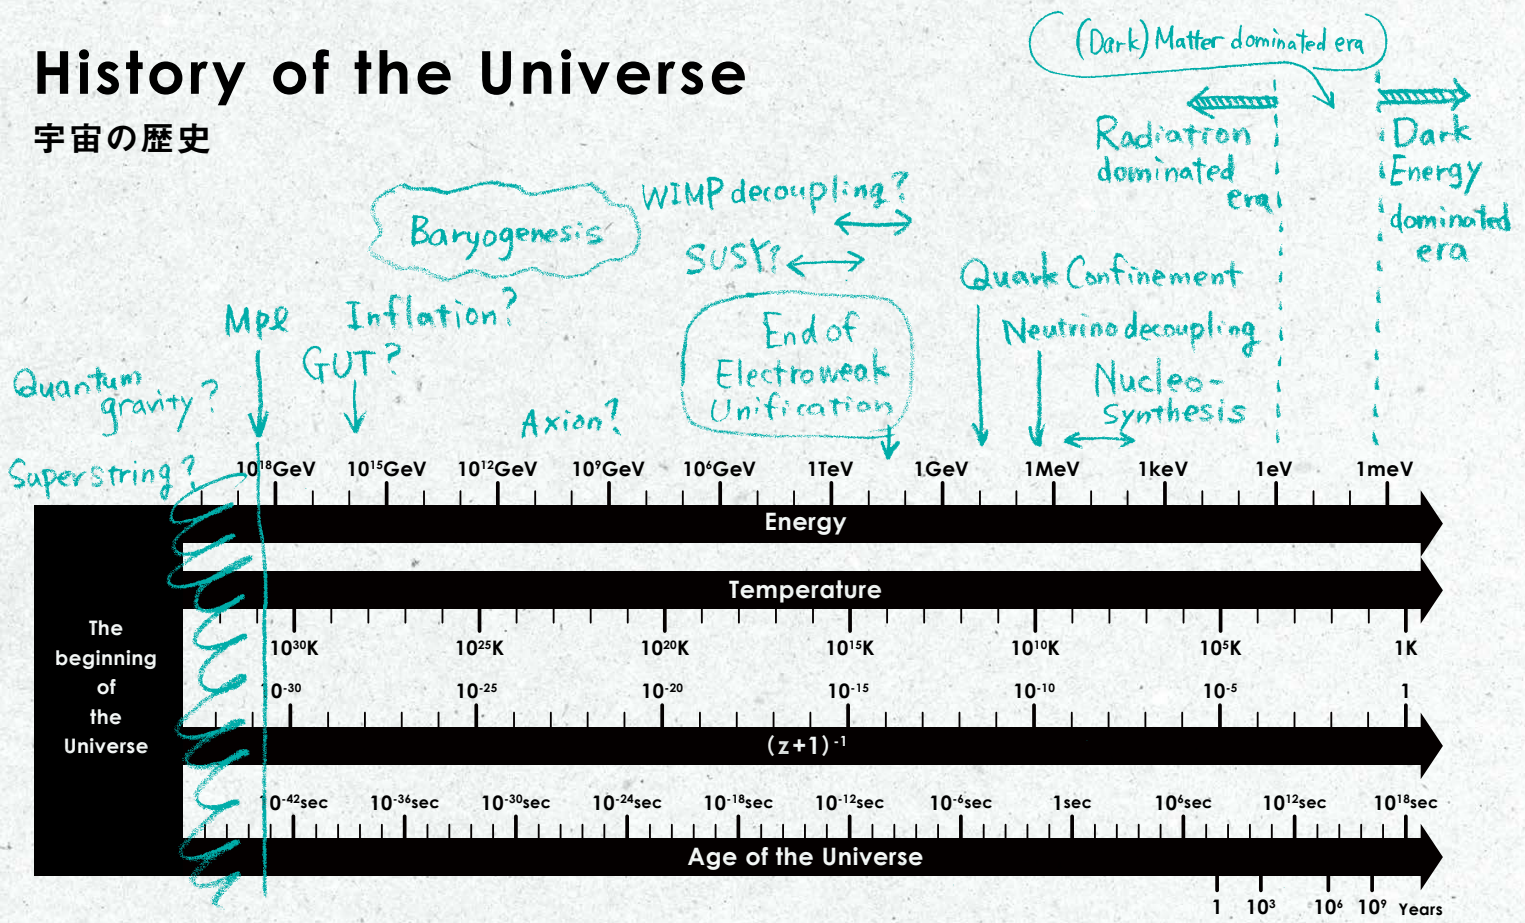 History of the Universe
宇宙の歴史
(Dark) Matter dominated era
Radiation
dominated
era
Dark
Energy
dominated
era
Baryogenesis
WIMP decoupling?
SUSY?
Quark Confinement
Mpl
Inflation?
GUT?
End of
Electroweak
Unification
Neutrino decoupling
Nucleo-
synthesis
Quantum
gravity?
Axion?
Superstring?
10¹⁸GeV 10¹⁵GeV 10¹²GeV 10⁹GeV 10⁶GeV 1TeV 1GeV 1MeV 1keV 1eV 1meV
Energy
Temperature
The
beginning
of
the
Universe
10³⁰K 10²⁵K 10²⁰K 10¹⁵K 10¹⁰K 10⁵K 1K
10⁻³⁰ 10⁻²⁵ 10⁻²⁰ 10⁻¹⁵ 10⁻¹⁰ 10⁻⁵ 1
(z+1)⁻¹
10⁻⁴²sec 10⁻³⁶sec 10⁻³⁰sec 10⁻²⁴sec 10⁻¹⁸sec 10⁻¹²sec 10⁻⁶sec 1sec 10⁶sec 10¹²sec 10¹⁸sec
Age of the Universe
1 10³ 10⁶ 10⁹ Years